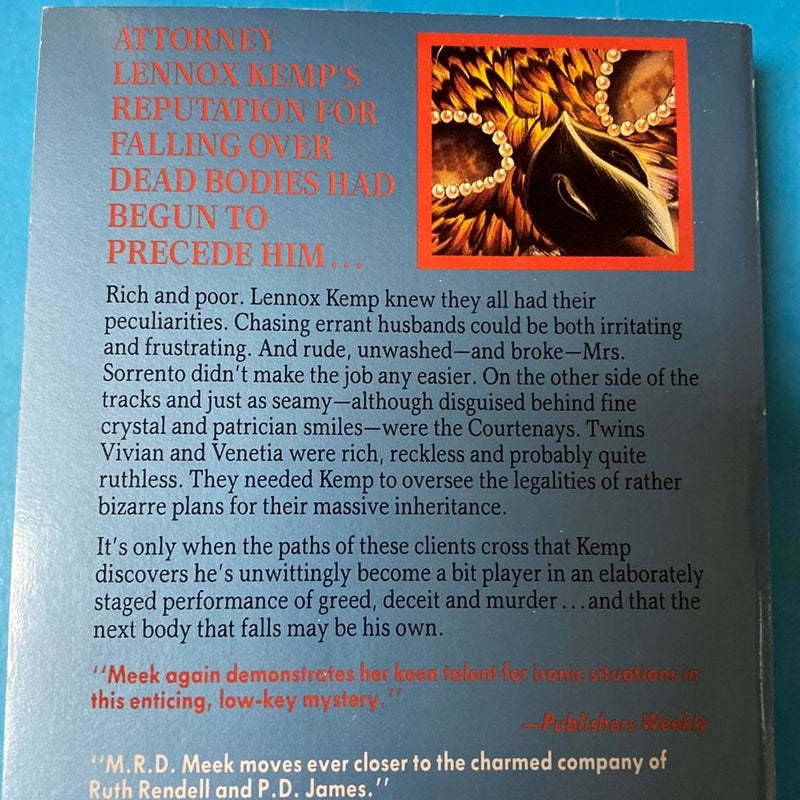 ATTORNEY
LENNOX KEMP'S
REPUTATION FOR
FALLING OVER
DEAD BODIES HAD
BEGUN TO
PRECEDE HIM...
Rich and poor. Lennox Kemp knew they all had their
peculiarities. Chasing errant husbands could be both irritating
and frustrating. And rude, unwashed—and broke—Mrs.
Sorrento didn't make the job any easier. On the other side of the
tracks and just as seamy—although disguised behind fine
crystal and patrician smiles—were the Courtenays. Twins
Vivian and Venetia were rich, reckless and probably quite
ruthless. They needed Kemp to oversee the legalities of rather
bizarre plans for their massive inheritance.
It's only when the paths of these clients cross that Kemp
discovers he's unwittingly become a bit player in an elaborately
staged performance of greed, deceit and murder...and that the
next body that falls may be his own.
"Meek again demonstrates her keen talent for ironic situations in
this enticing, low-key mystery."
—Publishers Weekly
"M.R.D. Meek moves ever closer to the charmed company of
Ruth Rendell and P.D. James."